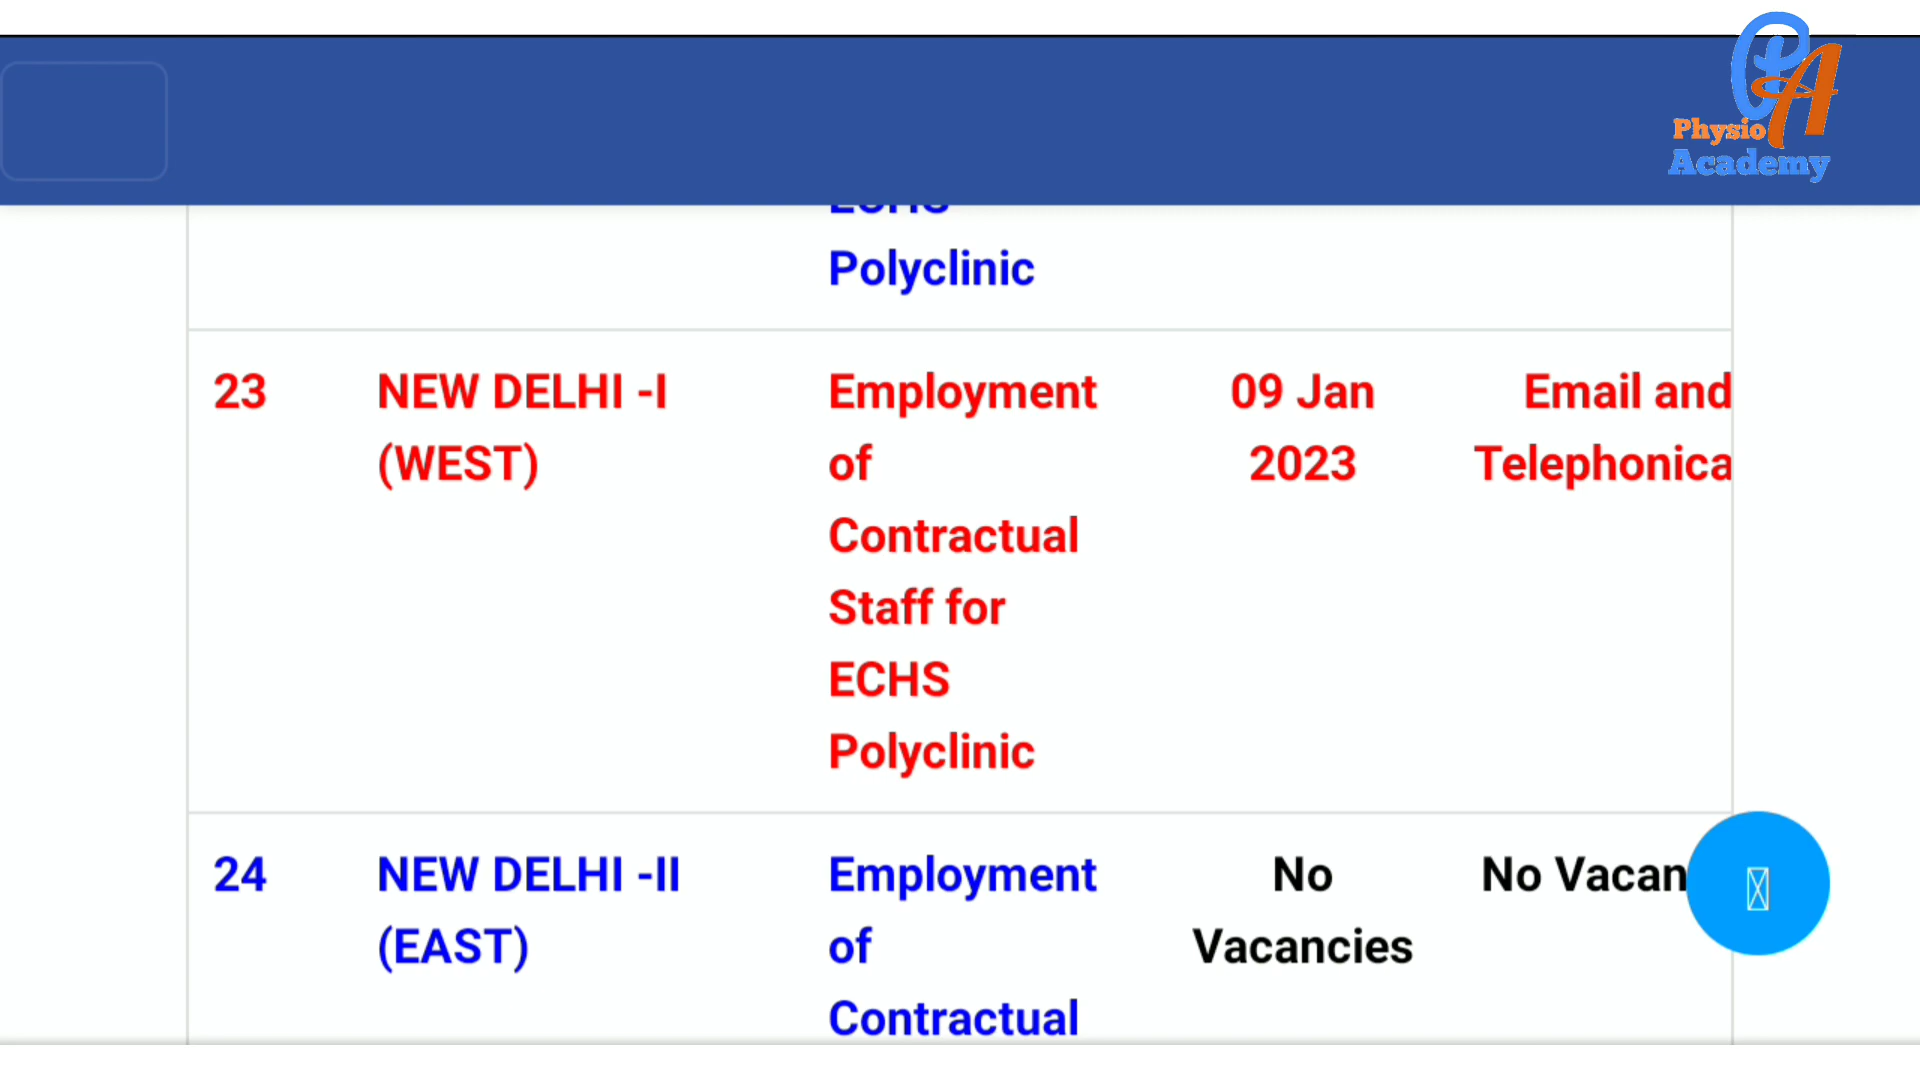 Physio
Academy
ECHS
Polyclinic
23 NEW DELHI -I Employment 09 Jan Email and
(WEST) of 2023 Telephonica
Contractual
Staff for
ECHS
Polyclinic
24 NEW DELHI -II Employment No No Vacan
(EAST) of Vacancies
Contractual